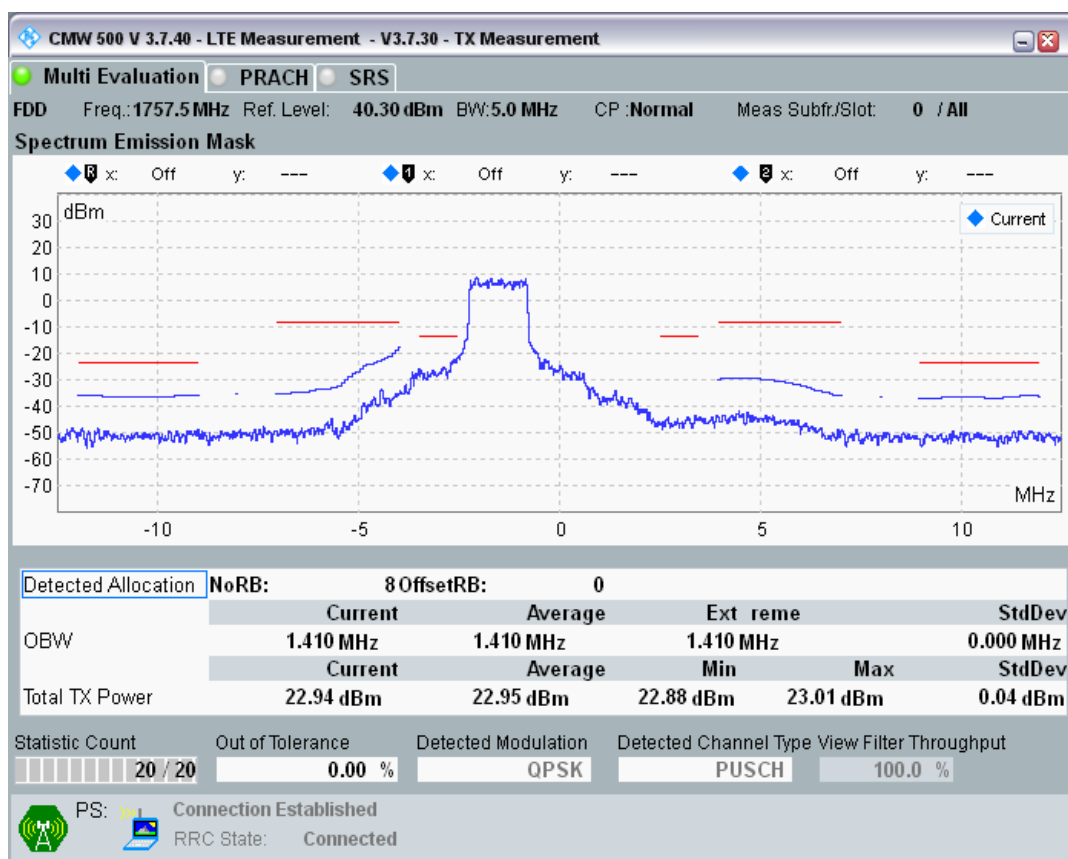 CMW 500 V 3.7.40 - LTE Measurement - V3.7.30 - TX Measurement
Multi Evaluation PRACH SRS
FDD Freq.: 1757.5 MHz Ref. Level: 40.30 dBm BW: 5.0 MHz CP : Normal Meas Subfr./Slot: 0 / All
Spectrum Emission Mask
R x: Off y: --- 1 x: Off y: --- 2 x: Off y: ---
dBm
Current
30
20
10
0
-10
-20
-30
-40
-50
-60
-70
MHz
-10 -5 0 5 10
Detected Allocation NoRB: 8 OffsetRB: 0
Current Average Ext reme StdDev
OBW 1.410 MHz 1.410 MHz 1.410 MHz 0.000 MHz
Current Average Min Max StdDev
Total TX Power 22.94 dBm 22.95 dBm 22.88 dBm 23.01 dBm 0.04 dBm
Statistic Count Out of Tolerance Detected Modulation Detected Channel Type View Filter Throughput
20 / 20 0.00 % QPSK PUSCH 100.0 %
PS: Connection Established
RRC State: Connected